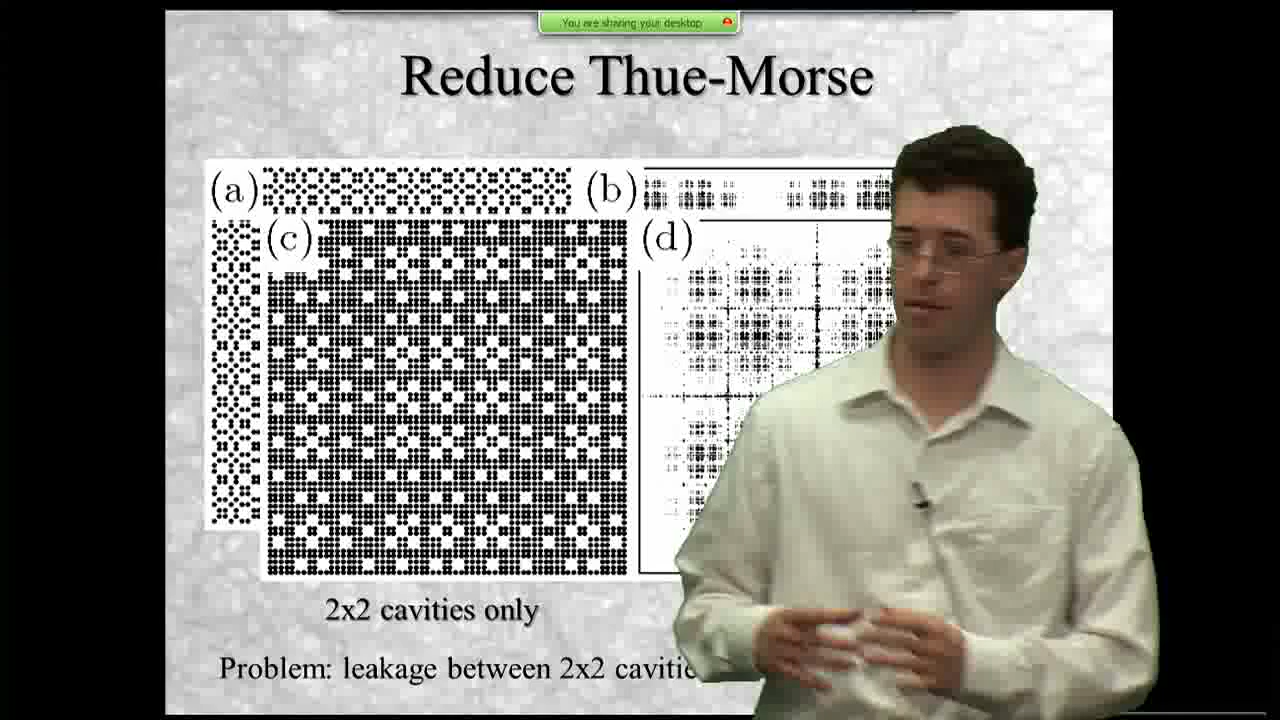 You are sharing your desktop
Reduce Thue-Morse
(a)
(b)
(c)
(d)
2x2 cavities only
Problem: leakage between 2x2